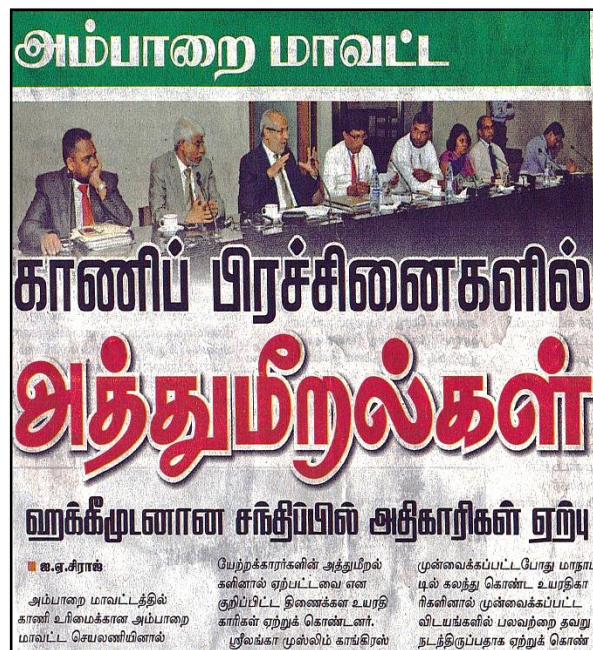 அம்பாறை மாவட்ட
காணிப் பிரச்சினைகளில்
அத்துமீறல்கள்
ஹக்கீமுடனான சந்திப்பில் அதிகாரிகள் ஏற்பு
ஐ.ஏ.சிராஜ்
அம்பாறை மாவட்டத்தில்
காணி உரிமைக்கான அம்பாறை
மாவட்ட செயலணியினால்
யேற்றக்காரர்களின் அத்துமீறல்
களினால் ஏற்பட்டவை என
குறிப்பிட்ட திணைக்கள உயரதி
காரிகள் ஏற்றுக் கொண்டனர்.
ஸ்ரீலங்கா முஸ்லிம் காங்கிரஸ்
முன்வைக்கப்பட்டபோது மாநாட்
டில் கலந்து கொண்ட உயரதிகா
ரிகளினால் முன்வைக்கப்பட்ட
விடயங்களில் பலவற்றை தவறு
நடந்திருப்பதாக ஏற்றுக் கொண்